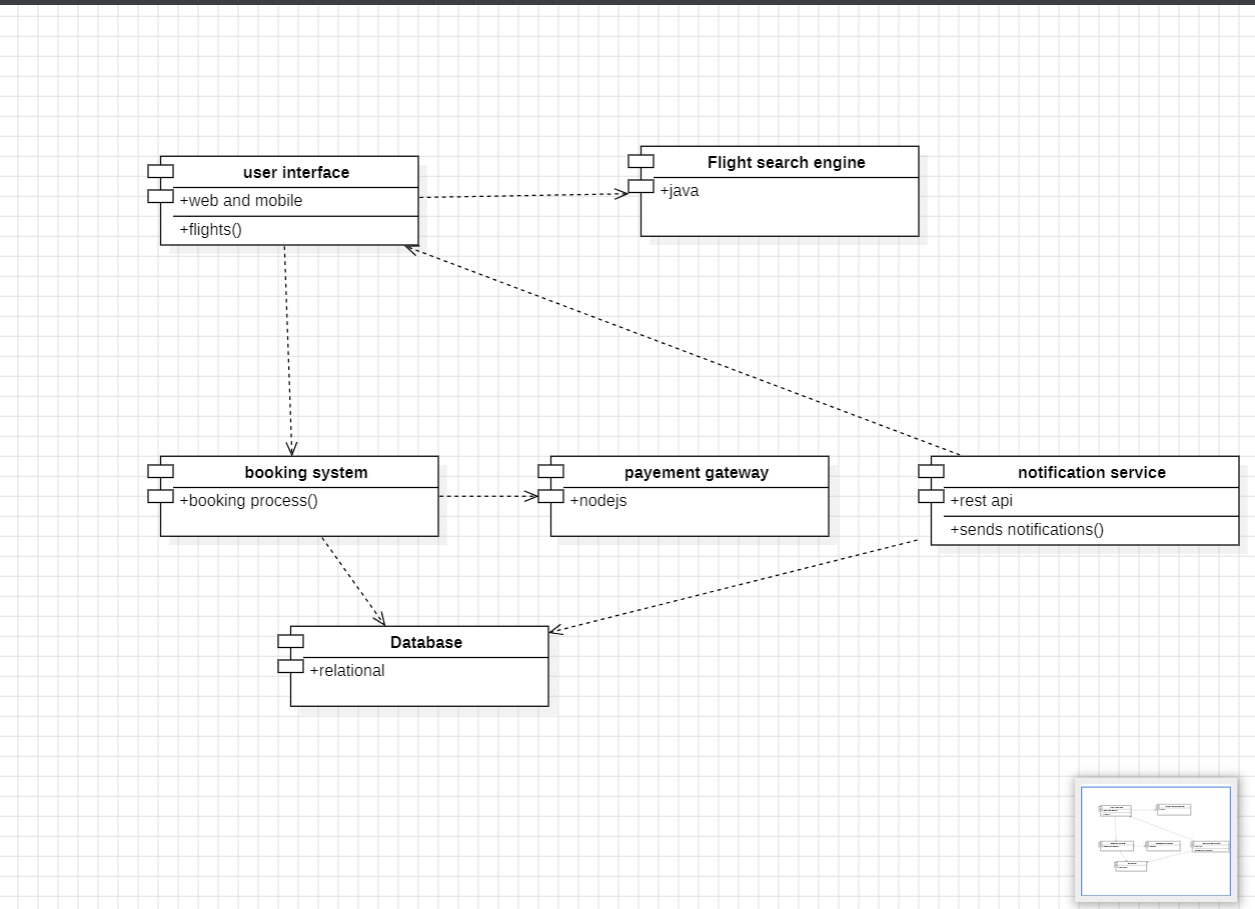 user interface
+web and mobile
+flights()
Flight search engine
+java
booking system
+booking process()
payement gateway
+nodejs
notification service
+rest api
+sends notifications()
Database
+relational